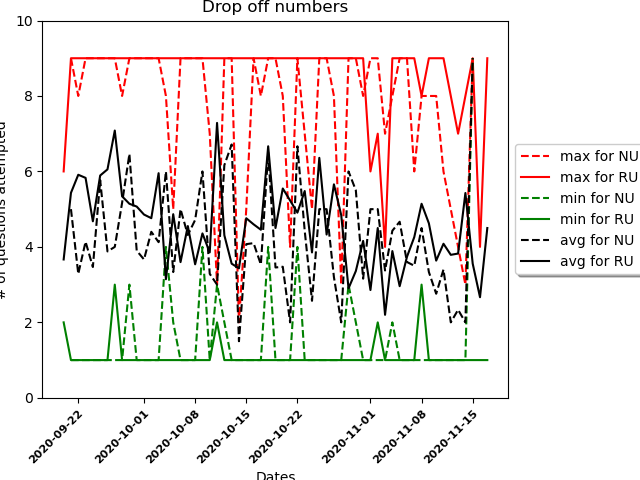 Drop off numbers
# of questions attempted
10
8
6
4
2
0
2020-09-22
2020-10-01
2020-10-08
2020-10-15
2020-10-22
2020-11-01
2020-11-08
2020-11-15
Dates
max for NU
max for RU
min for NU
min for RU
avg for NU
avg for RU